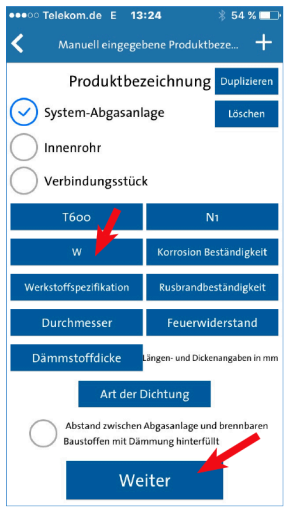 Telekom.de E 13:24 54 %
Manuell eingegebene Produktbeze...
Produktbezeichnung Duplizieren
System-Abgasanlage Löschen
Innenrohr
Verbindungsstück
T600 N1
W Korrosion Beständigkeit
Werkstoffspezifikation Rusbrandbeständigkeit
Durchmesser Feuerwiderstand
Dämmstoffdicke Längen- und Dickenangaben in mm
Art der Dichtung
Abstand zwischen Abgasanlage und brennbaren
Baustoffen mit Dämmung hinterfüllt
Weiter